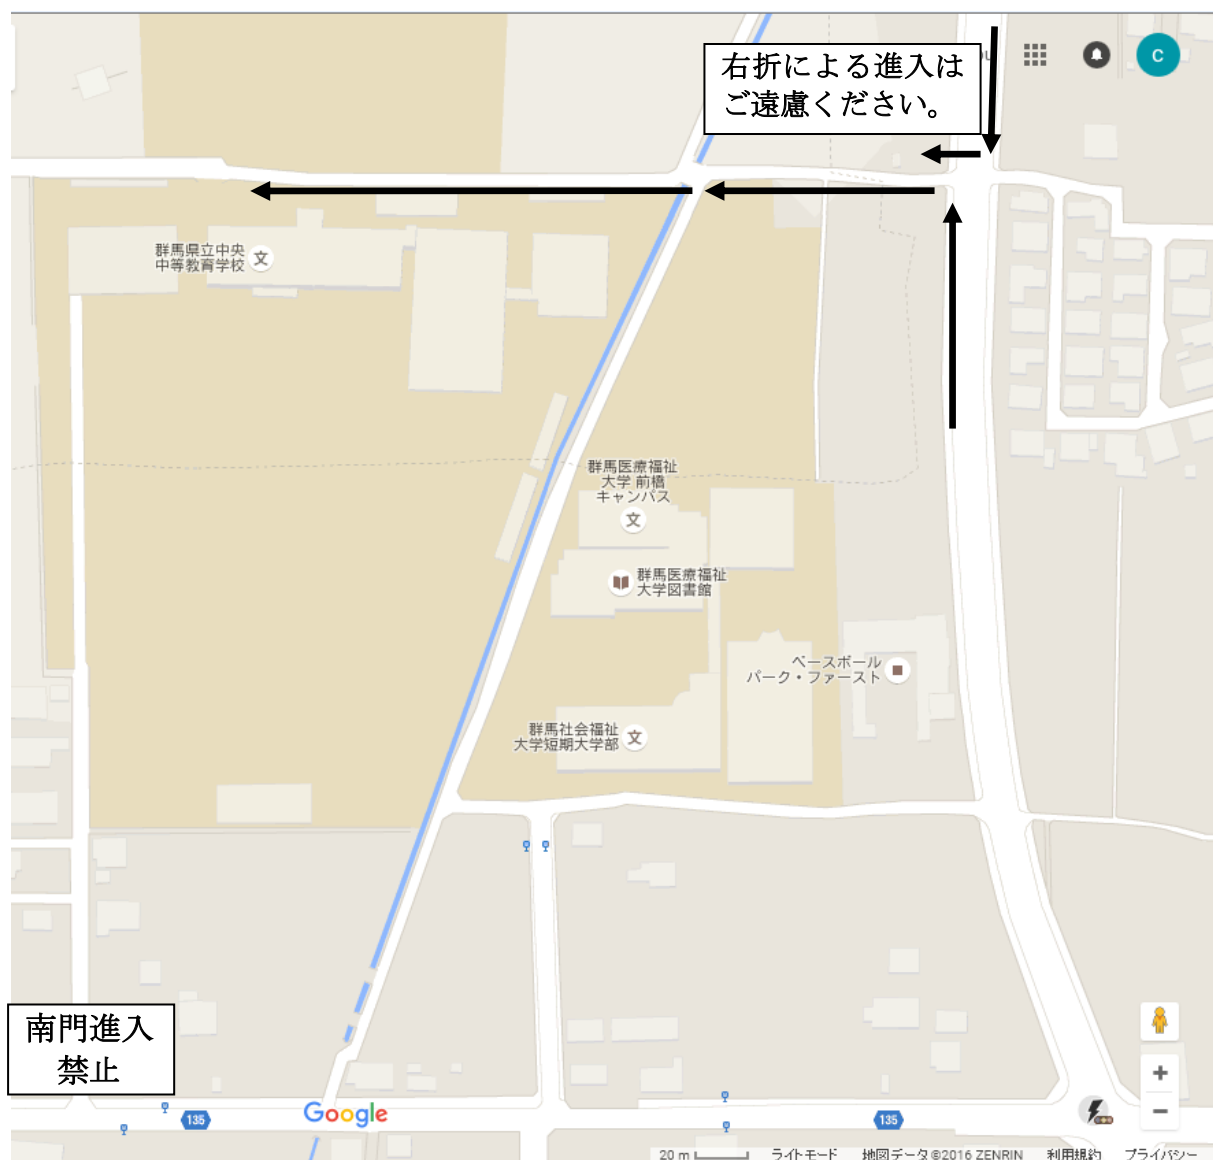 右折による進入は
ご遠慮ください。
C
群馬県立中央
中等教育学校
文
群馬医療福祉
大学 前橋
キャンパス
文
群馬医療福祉
大学図書館
ベースボール
パーク・ファースト
群馬社会福祉
大学短期大学部
文
南門進入
禁止
135
Google
135
+
−
20 m
ライトモード
地図データ ©2016 ZENRIN
利用規約
プライバシー